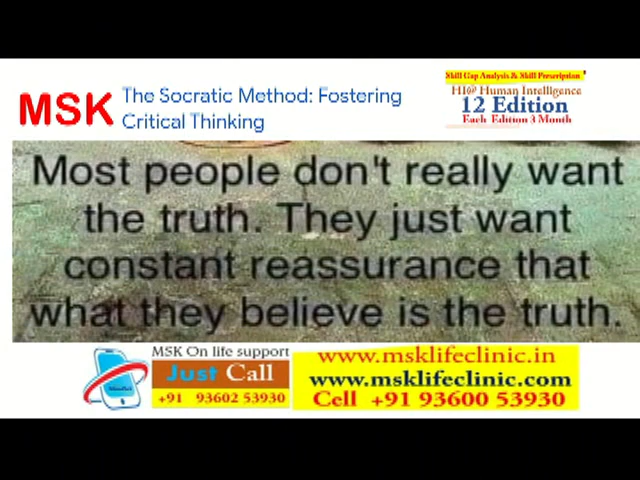 MSK
The Socratic Method: Fostering
Critical Thinking
Skill Gap Analysis & Skill Prescription
HI@ Human Intelligence
12 Edition
Each Edition 3 Month
Most people don't really want
the truth. They just want
constant reassurance that
what they believe is the truth.
MSK On life support
Just Call
+91 93602 53930
www.msklifeclinic.in
www.msklifeclinic.com
Cell +91 93600 53930